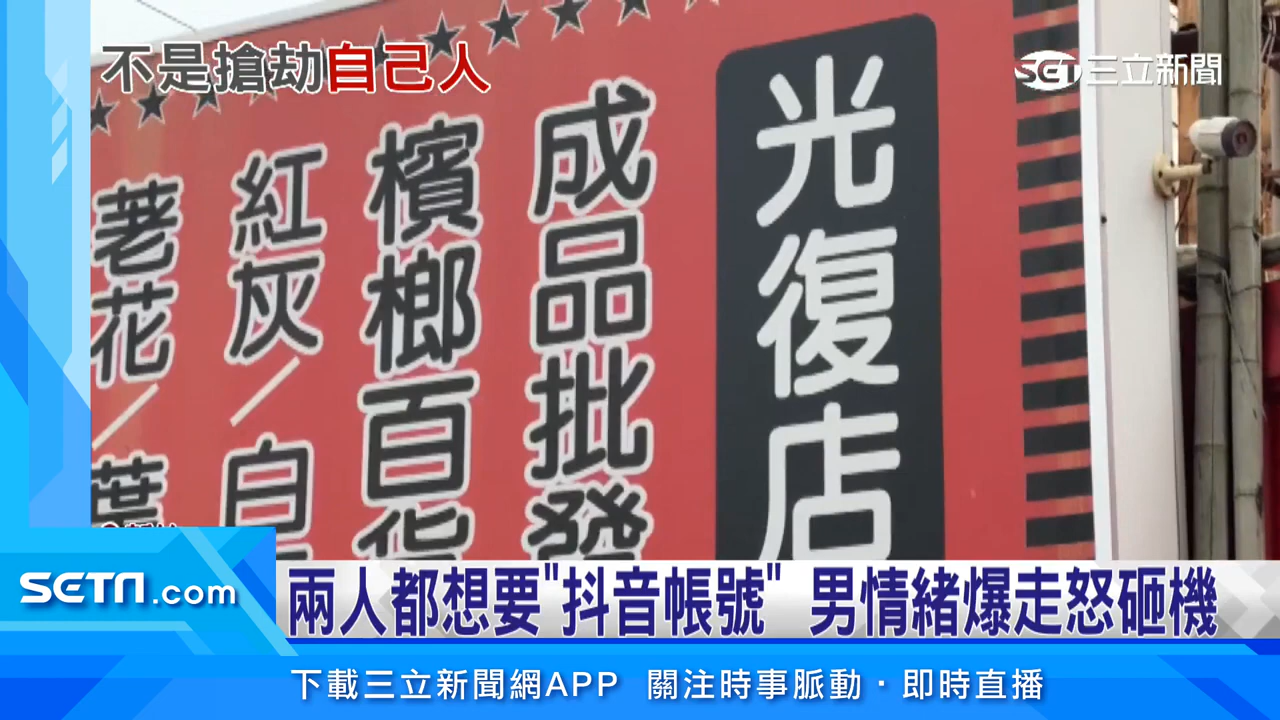 不是搶劫自己人
SET 三立新聞
光復店
成品批發
檳榔百貨
紅灰／白
荖花／葉
SETN.com
兩人都想要"抖音帳號" 男情緒爆走怒砸機
下載三立新聞網APP 關注時事脈動・即時直播